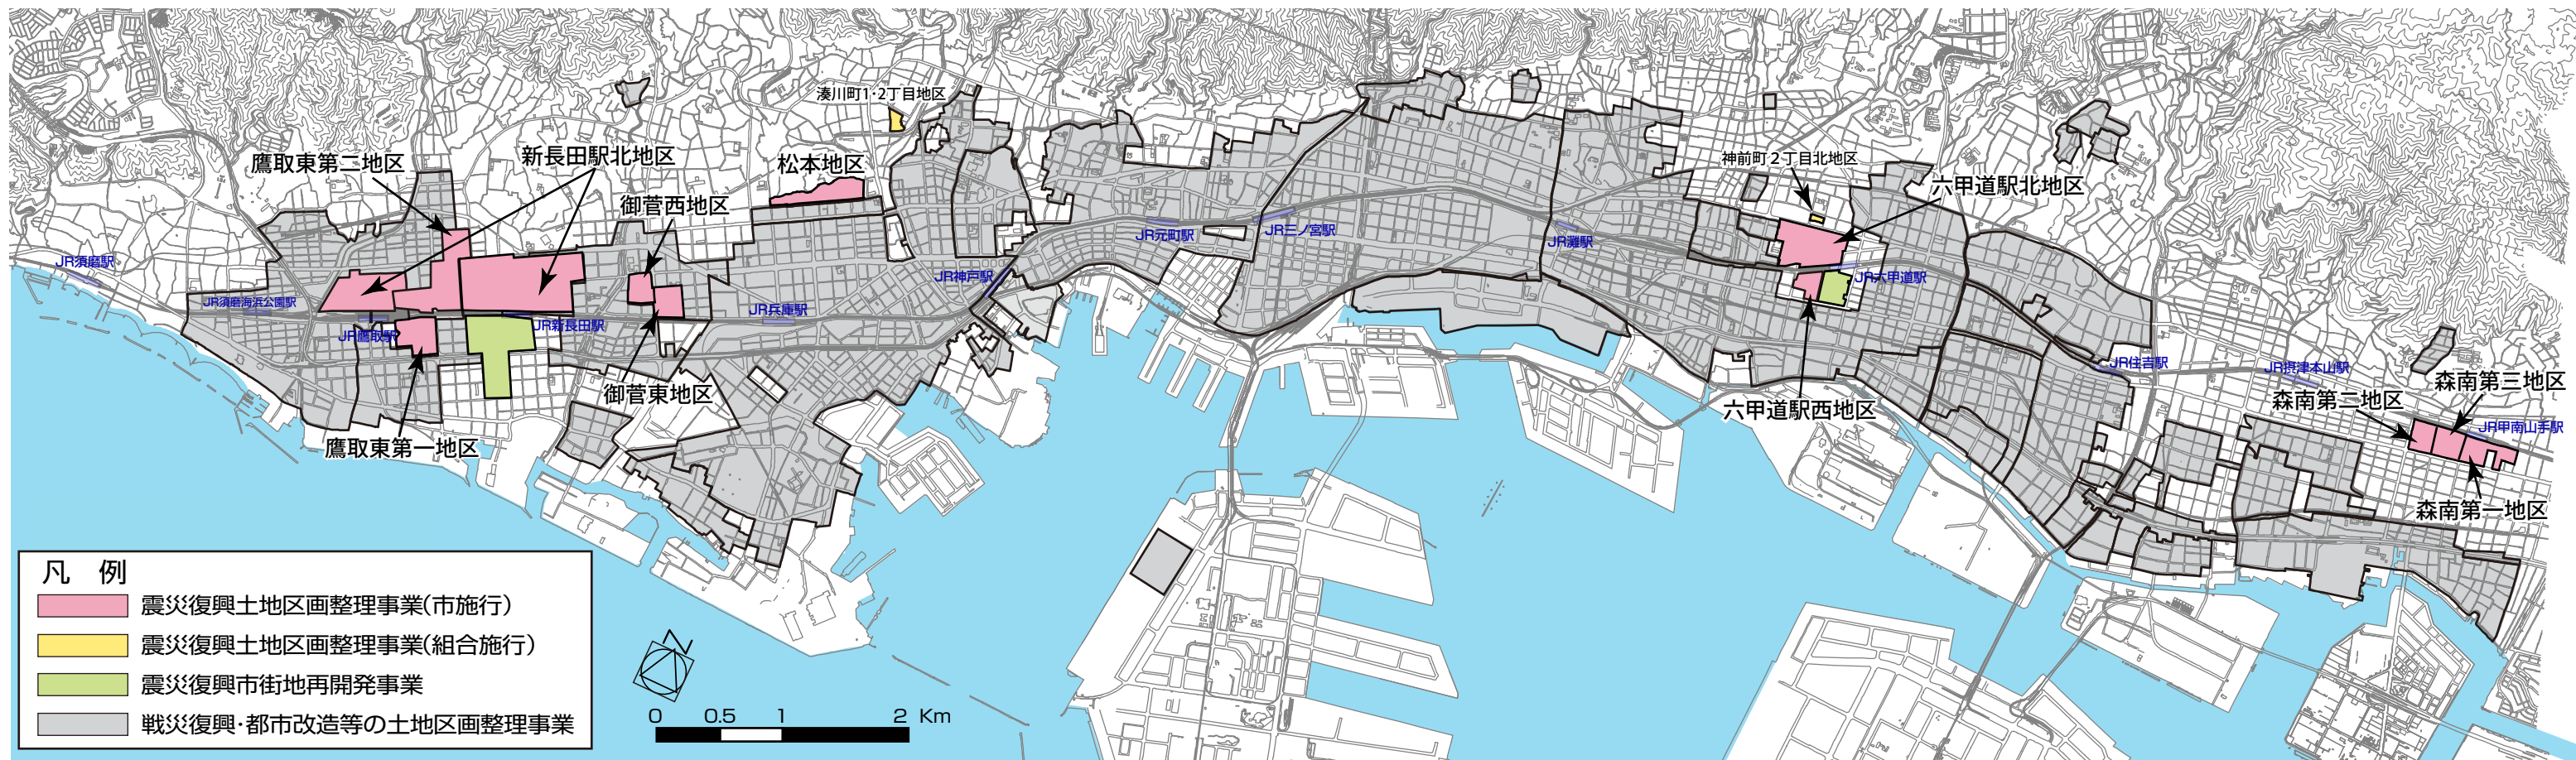 湊川町1・2丁目地区
鷹取東第二地区
新長田駅北地区
松本地区
御菅西地区
神前町2丁目北地区
六甲道駅北地区
JR須磨駅
JR須磨海浜公園駅
JR鷹取駅
JR新長田駅
JR兵庫駅
JR神戸駅
JR元町駅
JR三ノ宮駅
JR灘駅
JR六甲道駅
JR住吉駅
JR摂津本山駅
JR甲南山手駅
御菅東地区
鷹取東第一地区
六甲道駅西地区
森南第三地区
森南第二地区
森南第一地区
凡 例
震災復興土地区画整理事業(市施行)
震災復興土地区画整理事業(組合施行)
震災復興市街地再開発事業
戦災復興・都市改造等の土地区画整理事業
N
0 0.5 1 2 Km